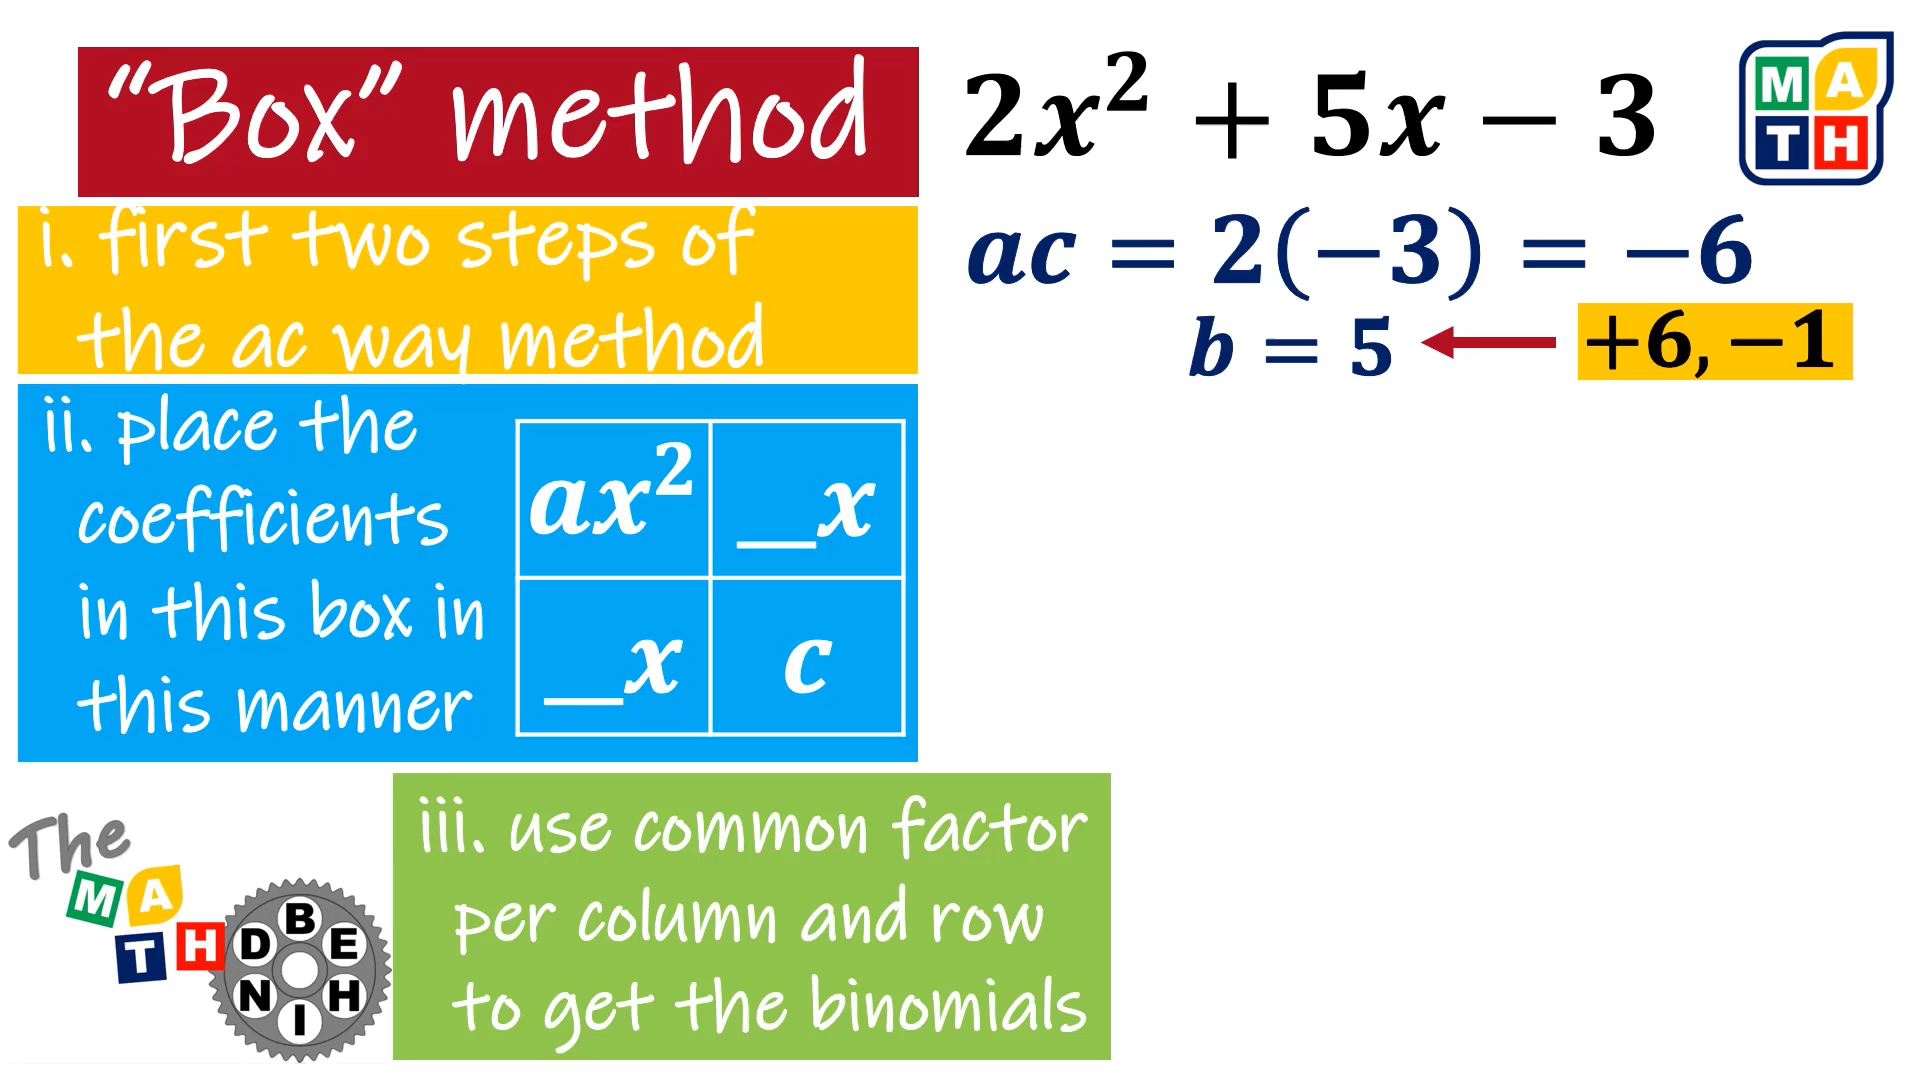 “Box” method
i. first two steps of
the ac way method
ii. place the
coefficients
in this box in
this manner
ax² __x
__x c
iii. use common factor
per column and row
to get the binomials
2x² + 5x − 3
ac = 2(−3) = −6
b = 5 ← +6, −1
M A
T H
The
M A
T H
B E H I N D